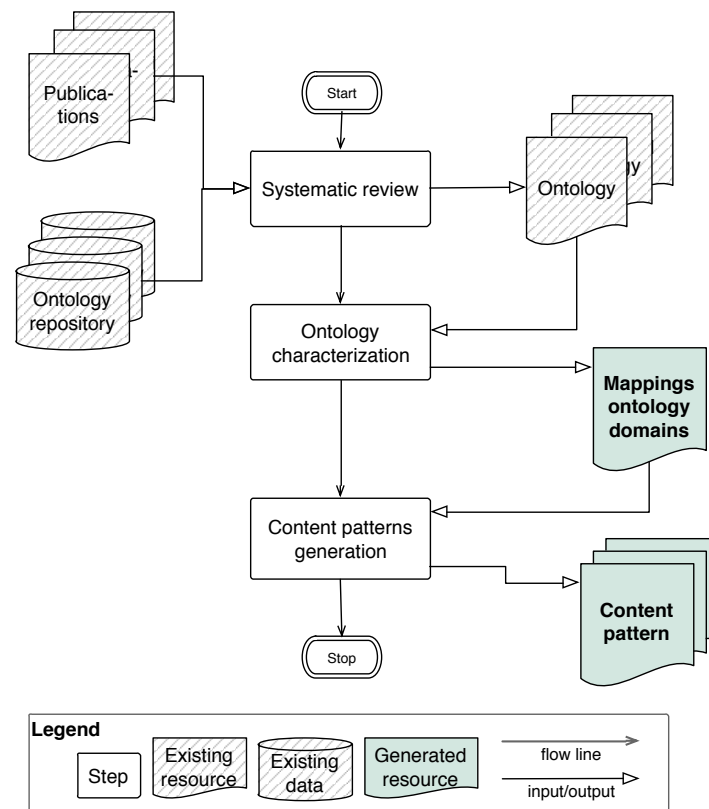 Publica-
tions
a-
Start
Systematic review
Ontology
gy
Ontology
repository
Ontology
characterization
Mappings
ontology
domains
Content patterns
generation
Content
pattern
Stop
Legend
Step
Existing
resource
Existing
data
Generated
resource
flow line
input/output